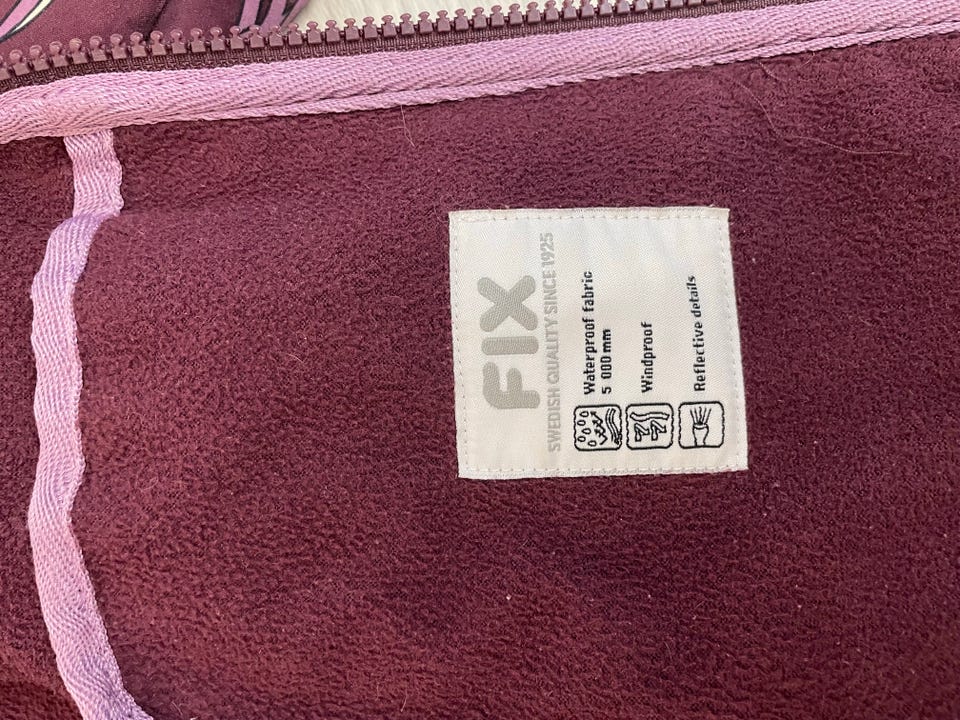 FIX
SWEDISH QUALITY SINCE 1925
Waterproof fabric
5 000 mm
Windproof
Reflective details